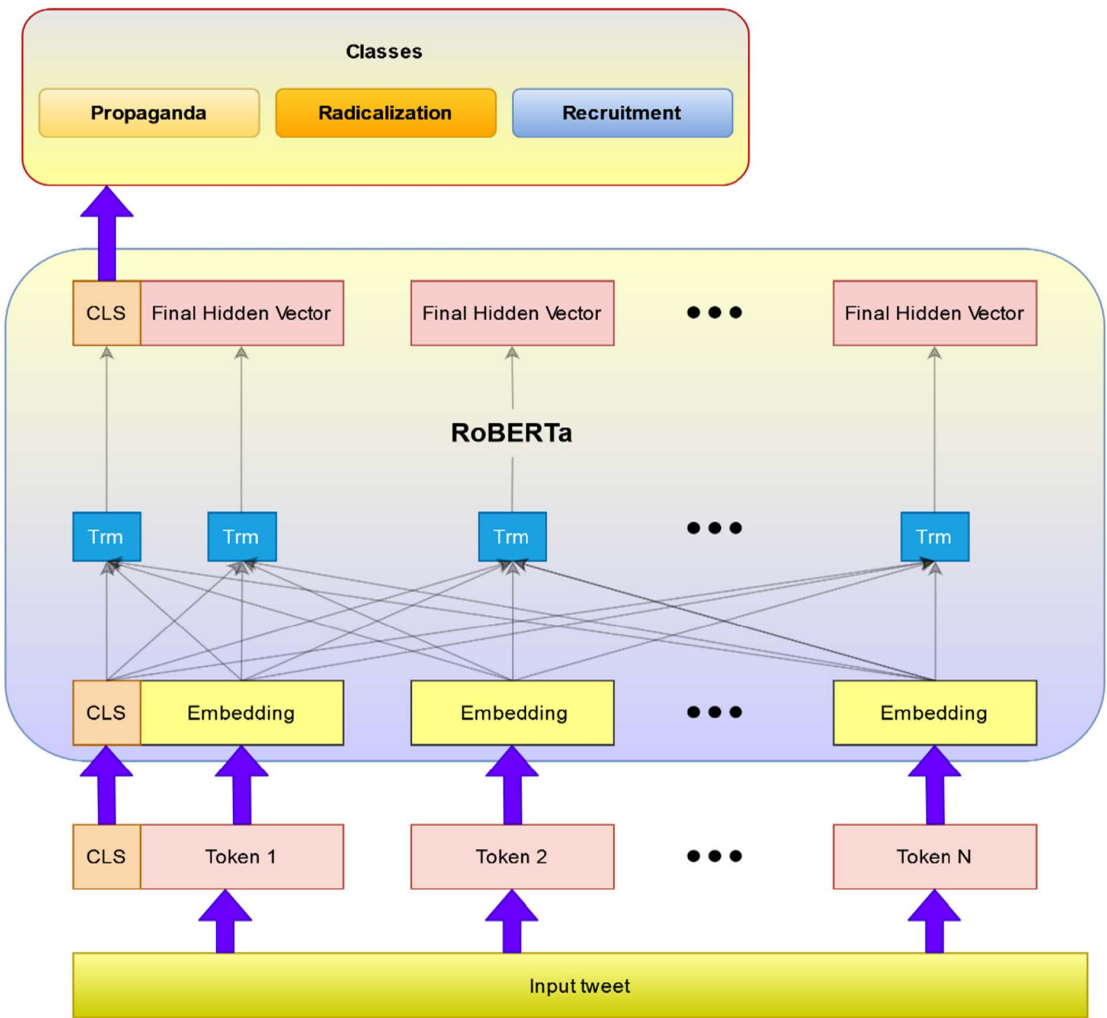 Classes
Propaganda Radicalization Recruitment
CLS Final Hidden Vector Final Hidden Vector Final Hidden Vector
RoBERTa
Trm Trm Trm Trm
CLS Embedding Embedding Embedding
CLS Token 1 Token 2 Token N
Input tweet